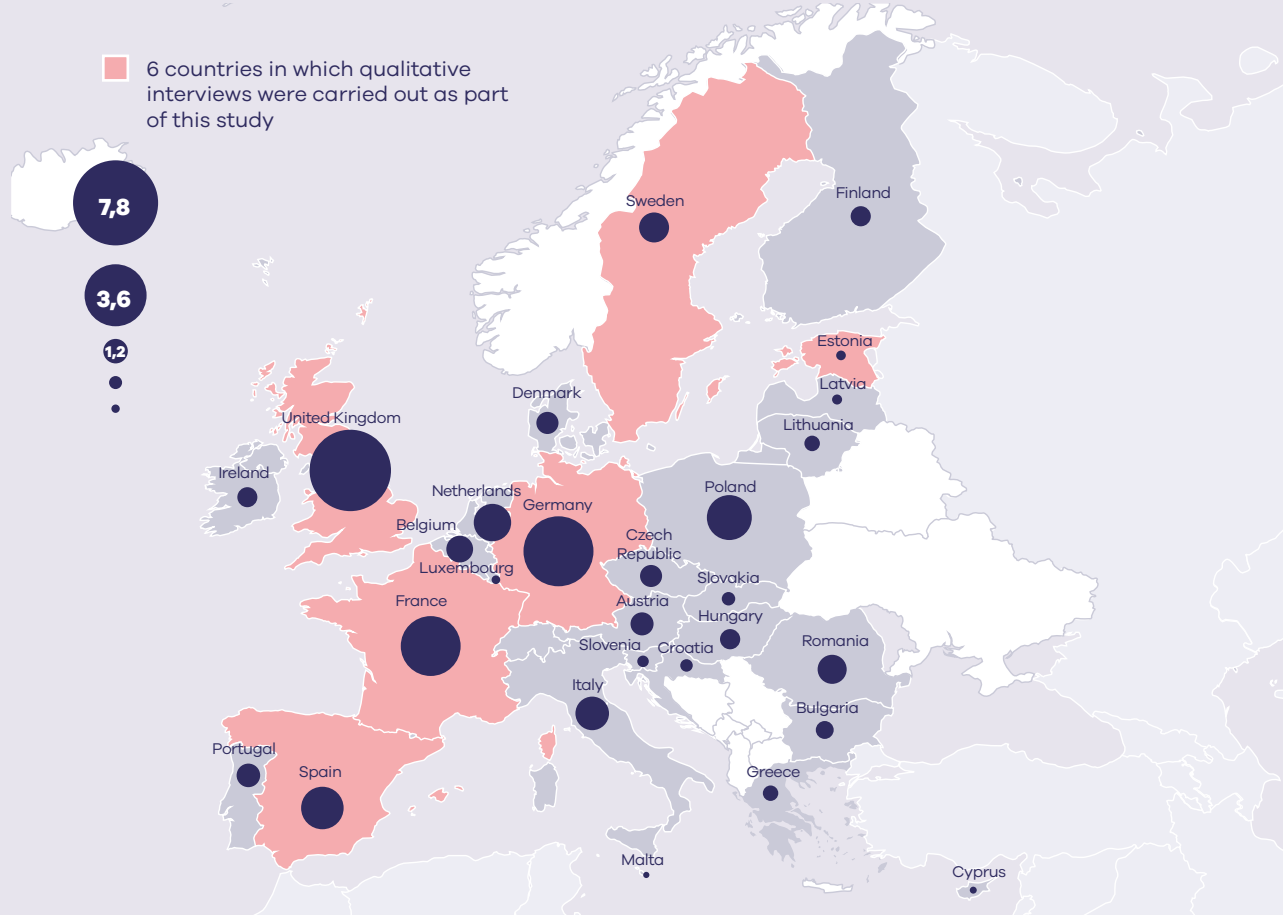 6 countries in which qualitative
interviews were carried out as part
of this study
7,8
3,6
1,2
Sweden
Finland
Estonia
Latvia
Lithuania
Denmark
United Kingdom
Ireland
Netherlands
Germany
Belgium
Luxembourg
Poland
Czech
Republic
Slovakia
France
Austria
Hungary
Slovenia
Croatia
Romania
Italy
Bulgaria
Portugal
Spain
Greece
Malta
Cyprus